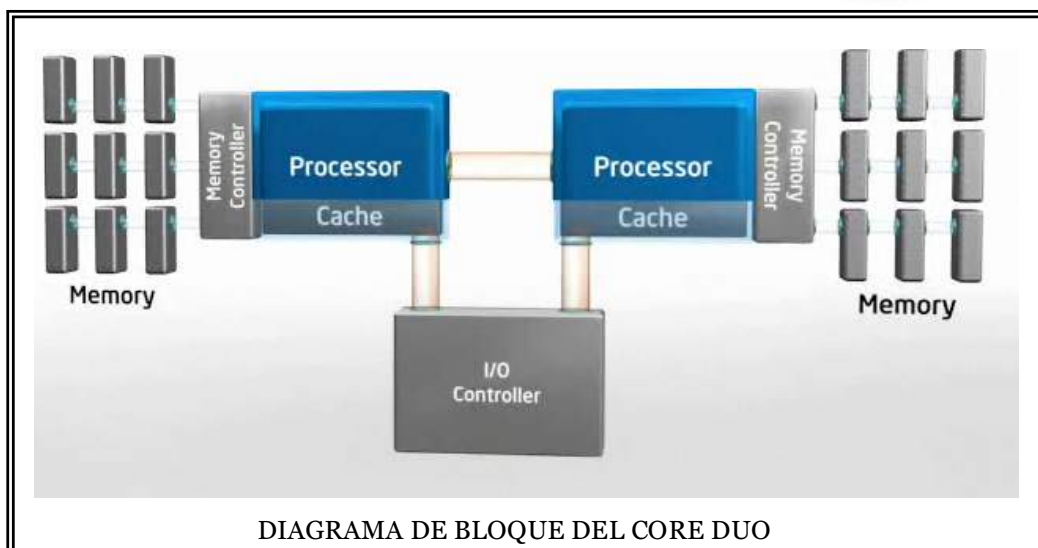 Memory
Controller
Processor
Cache
Processor
Cache
Memory
Controller
Memory
Memory
I/O
Controller
DIAGRAMA DE BLOQUE DEL CORE DUO